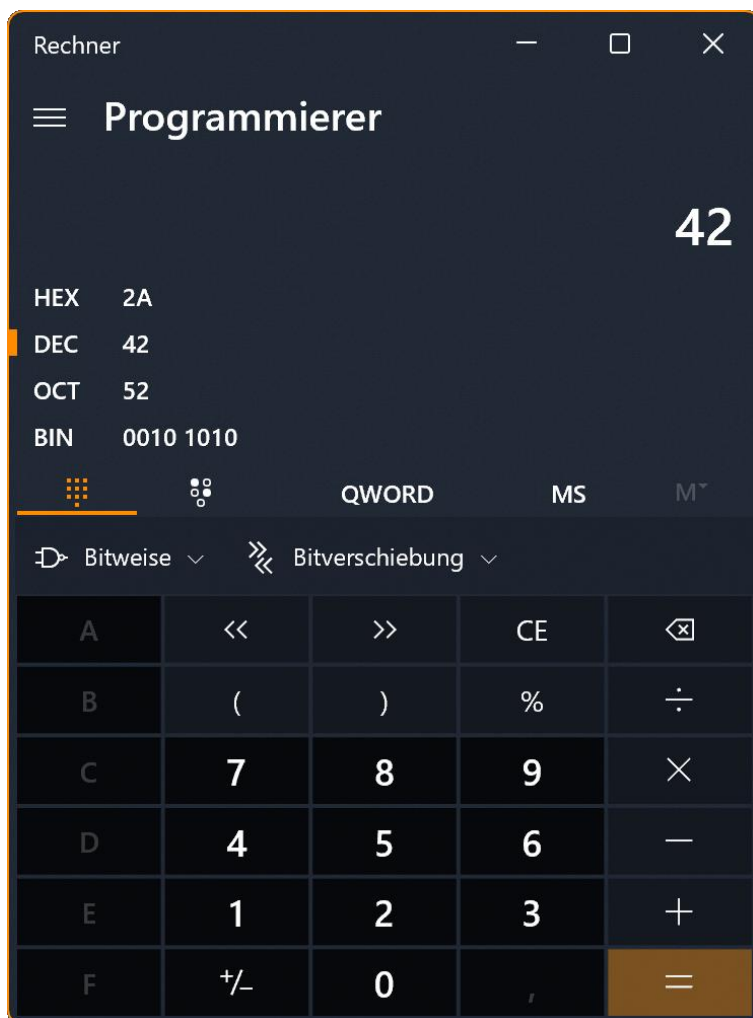 Rechner
Programmierer
42
HEX 2A
DEC 42
OCT 52
BIN 0010 1010
QWORD MS M
Bitweise Bitverschiebung
A << >> CE
B ( ) % ÷
C 7 8 9 ×
D 4 5 6 −
E 1 2 3 +
F +/− 0 , =